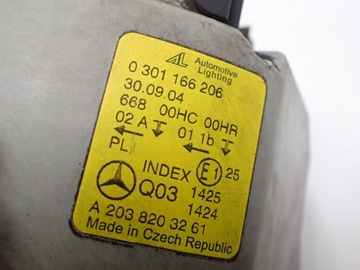 AL Automotive
Lighting
0 301 166 206
30.09.04
668 00HC 00HR
02 A 01 1b
PL
INDEX E1 25
Q03 1425
1424
A 203 820 32 61
Made in Czech Republic